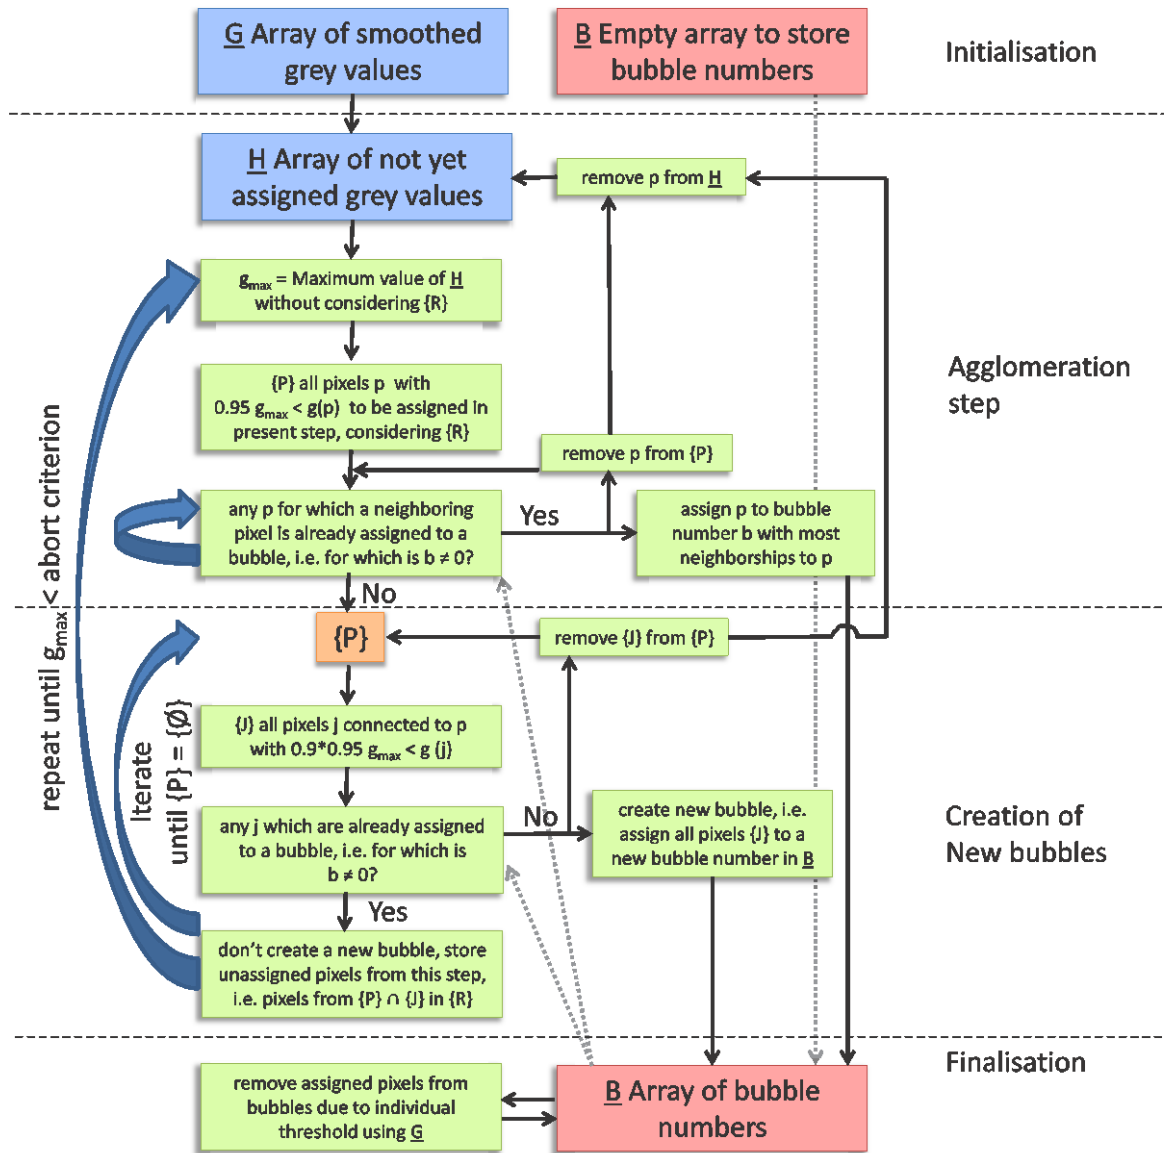 G Array of smoothed
grey values
B Empty array to store
bubble numbers
Initialisation
H Array of not yet
assigned grey values
remove p from H
gmax = Maximum value of H
without considering {R}
{P} all pixels p with
0.95 gmax < g(p) to be assigned in
present step, considering {R}
Agglomeration
step
remove p from {P}
any p for which a neighboring
pixel is already assigned to a
bubble, i.e. for which is b ≠ 0?
Yes
assign p to bubble
number b with most
neighborships to p
No
repeat until gmax < abort criterion
{P}
remove {J} from {P}
Iterate
until {P} = {Ø}
{J} all pixels j connected to p
with 0.9*0.95 gmax < g (j)
any j which are already assigned
to a bubble, i.e. for which is
b ≠ 0?
No
create new bubble, i.e.
assign all pixels {J} to a
new bubble number in B
Creation of
New bubbles
Yes
don't create a new bubble, store
unassigned pixels from this step,
i.e. pixels from {P} ∩ {J} in {R}
Finalisation
remove assigned pixels from
bubbles due to individual
threshold using G
B Array of bubble
numbers